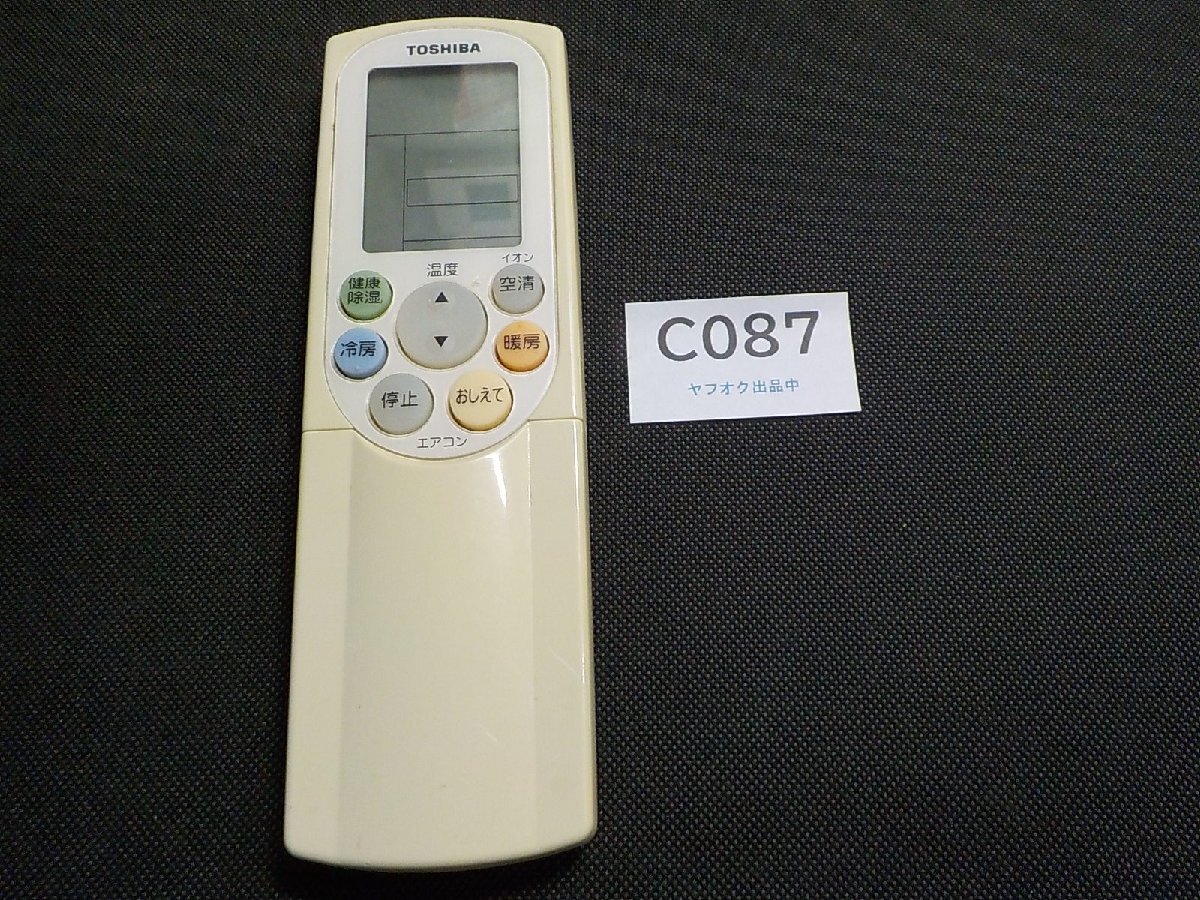 TOSHIBA
イオン
温度
健康
除湿
▲
空清
冷房
▼
暖房
停止
おしえて
エアコン
C087
ヤフオク出品中